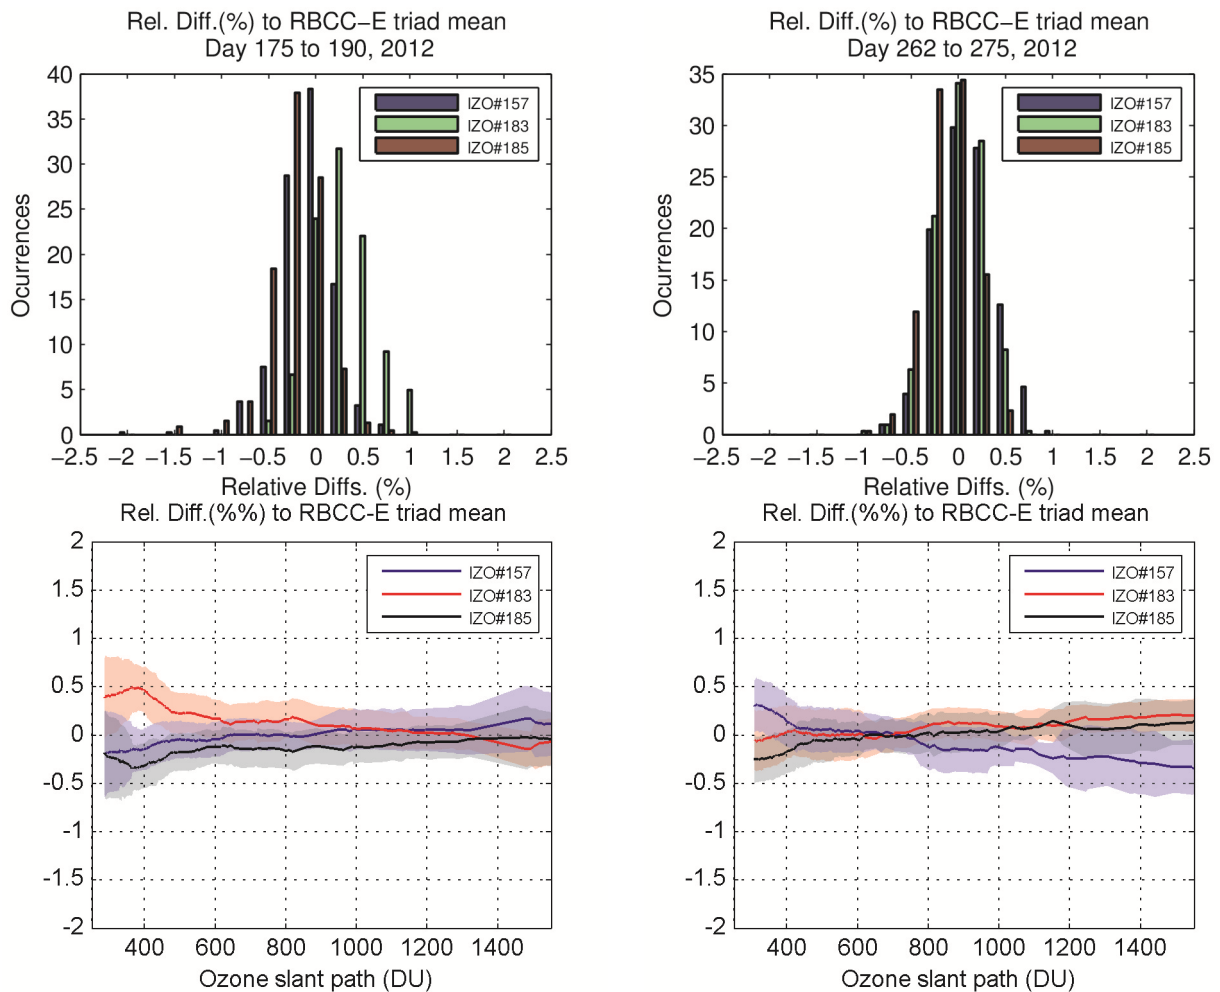 Rel. Diff.(%) to RBCC−E triad mean
Day 175 to 190, 2012
40
35
30
25
20
15
10
5
0
Ocurrences
IZO#157
IZO#183
IZO#185
−2.5 −2 −1.5 −1 −0.5 0 0.5 1 1.5 2 2.5
Relative Diffs. (%)
Rel. Diff.(%) to RBCC−E triad mean
Day 262 to 275, 2012
35
30
25
20
15
10
5
0
Ocurrences
IZO#157
IZO#183
IZO#185
−2.5 −2 −1.5 −1 −0.5 0 0.5 1 1.5 2 2.5
Relative Diffs. (%)
Rel. Diff.(%%) to RBCC-E triad mean
2
1.5
1
0.5
0
-0.5
-1
-1.5
-2
IZO#157
IZO#183
IZO#185
400 600 800 1000 1200 1400
Ozone slant path (DU)
Rel. Diff.(%%) to RBCC-E triad mean
2
1.5
1
0.5
0
-0.5
-1
-1.5
-2
IZO#157
IZO#183
IZO#185
400 600 800 1000 1200 1400
Ozone slant path (DU)